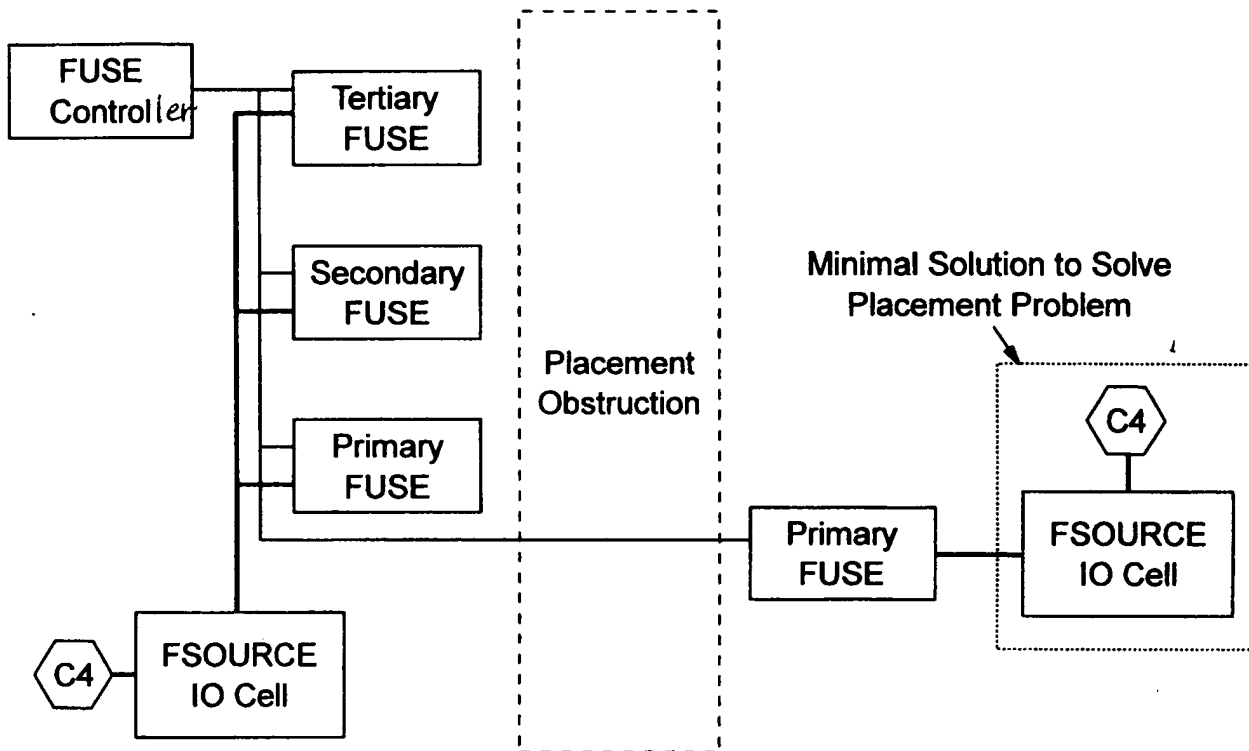 FUSE
Controller
Tertiary
FUSE
Secondary
FUSE
Primary
FUSE
Placement
Obstruction
Minimal Solution to Solve
Placement Problem
C4
FSOURCE
IO Cell
Primary
FUSE
C4
FSOURCE
IO Cell